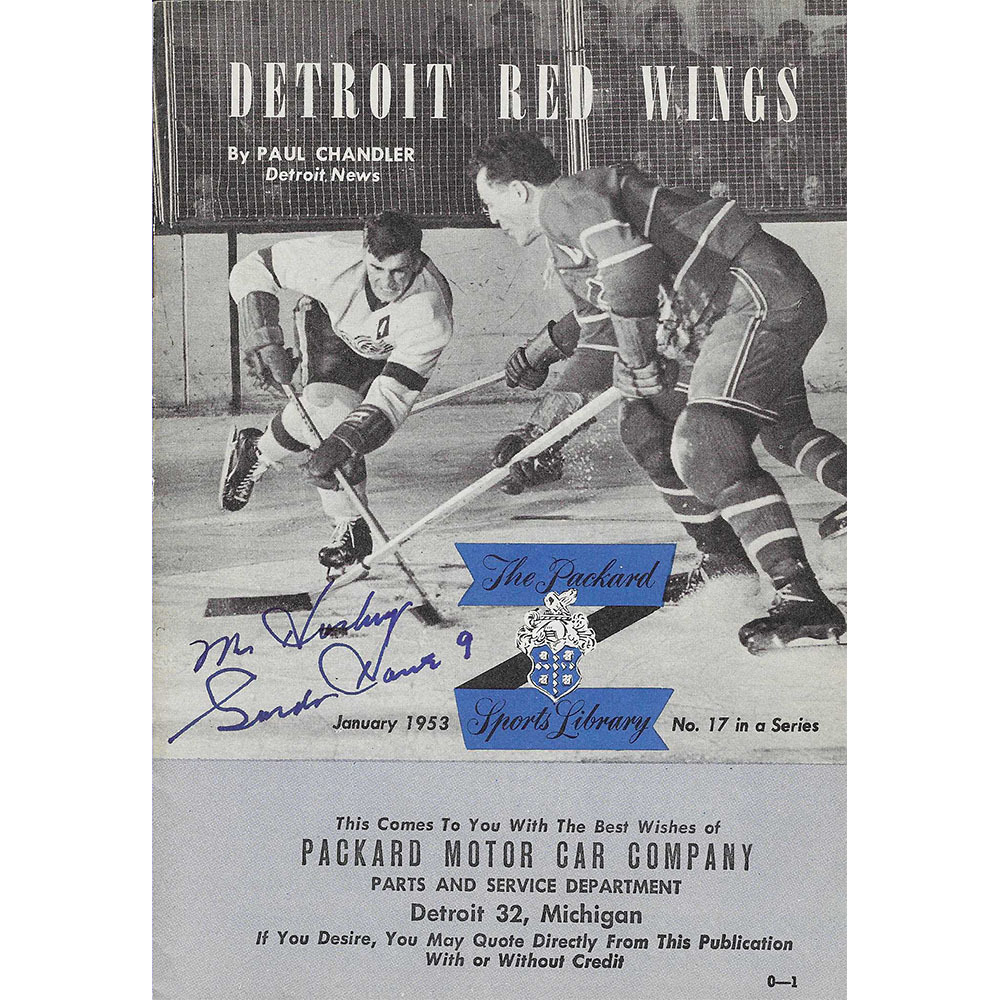 DETROIT RED WINGS
By PAUL CHANDLER
Detroit News
The Packard
Mr Hockey
Gordie Howe 9
January 1953
Sports Library
No. 17 in a Series
This Comes To You With The Best Wishes of
PACKARD MOTOR CAR COMPANY
PARTS AND SERVICE DEPARTMENT
Detroit 32, Michigan
If You Desire, You May Quote Directly From This Publication
With or Without Credit
0—1